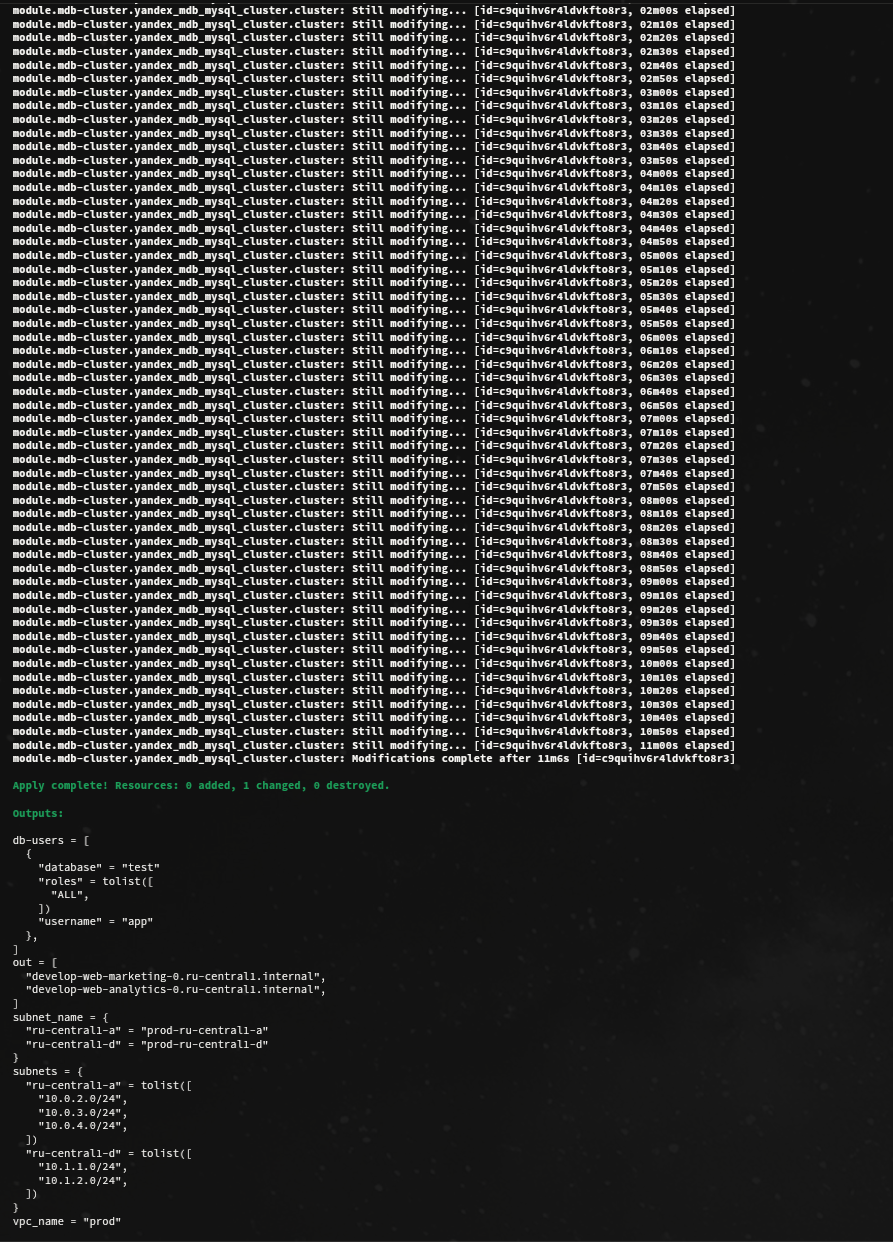 module.mdb-cluster.yandex_mdb_mysql_cluster.cluster: Still modifying... [id=c9quihv6r4ldvkfto8r3, 02m00s elapsed]
module.mdb-cluster.yandex_mdb_mysql_cluster.cluster: Still modifying... [id=c9quihv6r4ldvkfto8r3, 02m10s elapsed]
module.mdb-cluster.yandex_mdb_mysql_cluster.cluster: Still modifying... [id=c9quihv6r4ldvkfto8r3, 02m20s elapsed]
module.mdb-cluster.yandex_mdb_mysql_cluster.cluster: Still modifying... [id=c9quihv6r4ldvkfto8r3, 02m30s elapsed]
module.mdb-cluster.yandex_mdb_mysql_cluster.cluster: Still modifying... [id=c9quihv6r4ldvkfto8r3, 02m40s elapsed]
module.mdb-cluster.yandex_mdb_mysql_cluster.cluster: Still modifying... [id=c9quihv6r4ldvkfto8r3, 02m50s elapsed]
module.mdb-cluster.yandex_mdb_mysql_cluster.cluster: Still modifying... [id=c9quihv6r4ldvkfto8r3, 03m00s elapsed]
module.mdb-cluster.yandex_mdb_mysql_cluster.cluster: Still modifying... [id=c9quihv6r4ldvkfto8r3, 03m10s elapsed]
module.mdb-cluster.yandex_mdb_mysql_cluster.cluster: Still modifying... [id=c9quihv6r4ldvkfto8r3, 03m20s elapsed]
module.mdb-cluster.yandex_mdb_mysql_cluster.cluster: Still modifying... [id=c9quihv6r4ldvkfto8r3, 03m30s elapsed]
module.mdb-cluster.yandex_mdb_mysql_cluster.cluster: Still modifying... [id=c9quihv6r4ldvkfto8r3, 03m40s elapsed]
module.mdb-cluster.yandex_mdb_mysql_cluster.cluster: Still modifying... [id=c9quihv6r4ldvkfto8r3, 03m50s elapsed]
module.mdb-cluster.yandex_mdb_mysql_cluster.cluster: Still modifying... [id=c9quihv6r4ldvkfto8r3, 04m00s elapsed]
module.mdb-cluster.yandex_mdb_mysql_cluster.cluster: Still modifying... [id=c9quihv6r4ldvkfto8r3, 04m10s elapsed]
module.mdb-cluster.yandex_mdb_mysql_cluster.cluster: Still modifying... [id=c9quihv6r4ldvkfto8r3, 04m20s elapsed]
module.mdb-cluster.yandex_mdb_mysql_cluster.cluster: Still modifying... [id=c9quihv6r4ldvkfto8r3, 04m30s elapsed]
module.mdb-cluster.yandex_mdb_mysql_cluster.cluster: Still modifying... [id=c9quihv6r4ldvkfto8r3, 04m40s elapsed]
module.mdb-cluster.yandex_mdb_mysql_cluster.cluster: Still modifying... [id=c9quihv6r4ldvkfto8r3, 04m50s elapsed]
module.mdb-cluster.yandex_mdb_mysql_cluster.cluster: Still modifying... [id=c9quihv6r4ldvkfto8r3, 05m00s elapsed]
module.mdb-cluster.yandex_mdb_mysql_cluster.cluster: Still modifying... [id=c9quihv6r4ldvkfto8r3, 05m10s elapsed]
module.mdb-cluster.yandex_mdb_mysql_cluster.cluster: Still modifying... [id=c9quihv6r4ldvkfto8r3, 05m20s elapsed]
module.mdb-cluster.yandex_mdb_mysql_cluster.cluster: Still modifying... [id=c9quihv6r4ldvkfto8r3, 05m30s elapsed]
module.mdb-cluster.yandex_mdb_mysql_cluster.cluster: Still modifying... [id=c9quihv6r4ldvkfto8r3, 05m40s elapsed]
module.mdb-cluster.yandex_mdb_mysql_cluster.cluster: Still modifying... [id=c9quihv6r4ldvkfto8r3, 05m50s elapsed]
module.mdb-cluster.yandex_mdb_mysql_cluster.cluster: Still modifying... [id=c9quihv6r4ldvkfto8r3, 06m00s elapsed]
module.mdb-cluster.yandex_mdb_mysql_cluster.cluster: Still modifying... [id=c9quihv6r4ldvkfto8r3, 06m10s elapsed]
module.mdb-cluster.yandex_mdb_mysql_cluster.cluster: Still modifying... [id=c9quihv6r4ldvkfto8r3, 06m20s elapsed]
module.mdb-cluster.yandex_mdb_mysql_cluster.cluster: Still modifying... [id=c9quihv6r4ldvkfto8r3, 06m30s elapsed]
module.mdb-cluster.yandex_mdb_mysql_cluster.cluster: Still modifying... [id=c9quihv6r4ldvkfto8r3, 06m40s elapsed]
module.mdb-cluster.yandex_mdb_mysql_cluster.cluster: Still modifying... [id=c9quihv6r4ldvkfto8r3, 06m50s elapsed]
module.mdb-cluster.yandex_mdb_mysql_cluster.cluster: Still modifying... [id=c9quihv6r4ldvkfto8r3, 07m00s elapsed]
module.mdb-cluster.yandex_mdb_mysql_cluster.cluster: Still modifying... [id=c9quihv6r4ldvkfto8r3, 07m10s elapsed]
module.mdb-cluster.yandex_mdb_mysql_cluster.cluster: Still modifying... [id=c9quihv6r4ldvkfto8r3, 07m20s elapsed]
module.mdb-cluster.yandex_mdb_mysql_cluster.cluster: Still modifying... [id=c9quihv6r4ldvkfto8r3, 07m30s elapsed]
module.mdb-cluster.yandex_mdb_mysql_cluster.cluster: Still modifying... [id=c9quihv6r4ldvkfto8r3, 07m40s elapsed]
module.mdb-cluster.yandex_mdb_mysql_cluster.cluster: Still modifying... [id=c9quihv6r4ldvkfto8r3, 07m50s elapsed]
module.mdb-cluster.yandex_mdb_mysql_cluster.cluster: Still modifying... [id=c9quihv6r4ldvkfto8r3, 08m00s elapsed]
module.mdb-cluster.yandex_mdb_mysql_cluster.cluster: Still modifying... [id=c9quihv6r4ldvkfto8r3, 08m10s elapsed]
module.mdb-cluster.yandex_mdb_mysql_cluster.cluster: Still modifying... [id=c9quihv6r4ldvkfto8r3, 08m20s elapsed]
module.mdb-cluster.yandex_mdb_mysql_cluster.cluster: Still modifying... [id=c9quihv6r4ldvkfto8r3, 08m30s elapsed]
module.mdb-cluster.yandex_mdb_mysql_cluster.cluster: Still modifying... [id=c9quihv6r4ldvkfto8r3, 08m40s elapsed]
module.mdb-cluster.yandex_mdb_mysql_cluster.cluster: Still modifying... [id=c9quihv6r4ldvkfto8r3, 08m50s elapsed]
module.mdb-cluster.yandex_mdb_mysql_cluster.cluster: Still modifying... [id=c9quihv6r4ldvkfto8r3, 09m00s elapsed]
module.mdb-cluster.yandex_mdb_mysql_cluster.cluster: Still modifying... [id=c9quihv6r4ldvkfto8r3, 09m10s elapsed]
module.mdb-cluster.yandex_mdb_mysql_cluster.cluster: Still modifying... [id=c9quihv6r4ldvkfto8r3, 09m20s elapsed]
module.mdb-cluster.yandex_mdb_mysql_cluster.cluster: Still modifying... [id=c9quihv6r4ldvkfto8r3, 09m30s elapsed]
module.mdb-cluster.yandex_mdb_mysql_cluster.cluster: Still modifying... [id=c9quihv6r4ldvkfto8r3, 09m40s elapsed]
module.mdb-cluster.yandex_mdb_mysql_cluster.cluster: Still modifying... [id=c9quihv6r4ldvkfto8r3, 09m50s elapsed]
module.mdb-cluster.yandex_mdb_mysql_cluster.cluster: Still modifying... [id=c9quihv6r4ldvkfto8r3, 10m00s elapsed]
module.mdb-cluster.yandex_mdb_mysql_cluster.cluster: Still modifying... [id=c9quihv6r4ldvkfto8r3, 10m10s elapsed]
module.mdb-cluster.yandex_mdb_mysql_cluster.cluster: Still modifying... [id=c9quihv6r4ldvkfto8r3, 10m20s elapsed]
module.mdb-cluster.yandex_mdb_mysql_cluster.cluster: Still modifying... [id=c9quihv6r4ldvkfto8r3, 10m30s elapsed]
module.mdb-cluster.yandex_mdb_mysql_cluster.cluster: Still modifying... [id=c9quihv6r4ldvkfto8r3, 10m40s elapsed]
module.mdb-cluster.yandex_mdb_mysql_cluster.cluster: Still modifying... [id=c9quihv6r4ldvkfto8r3, 10m50s elapsed]
module.mdb-cluster.yandex_mdb_mysql_cluster.cluster: Still modifying... [id=c9quihv6r4ldvkfto8r3, 11m00s elapsed]
module.mdb-cluster.yandex_mdb_mysql_cluster.cluster: Modifications complete after 11m6s [id=c9quihv6r4ldvkfto8r3]
Apply complete! Resources: 0 added, 1 changed, 0 destroyed.
Outputs:
db-users = [
  {
    "database" = "test"
    "roles" = tolist([
      "ALL",
    ])
    "username" = "app"
  },
]
out = [
  "develop-web-marketing-0.ru-central1.internal",
  "develop-web-analytics-0.ru-central1.internal",
]
subnet_name = {
  "ru-central1-a" = "prod-ru-central1-a"
  "ru-central1-d" = "prod-ru-central1-d"
}
subnets = {
  "ru-central1-a" = tolist([
    "10.0.2.0/24",
    "10.0.3.0/24",
    "10.0.4.0/24",
  ])
  "ru-central1-d" = tolist([
    "10.1.1.0/24",
    "10.1.2.0/24",
  ])
}
vpc_name = "prod"